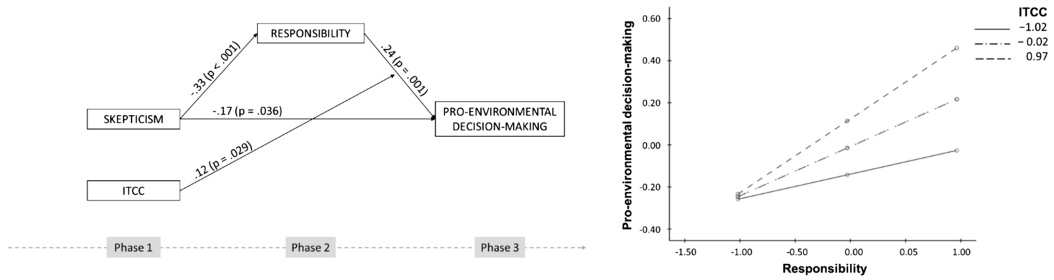 RESPONSIBILITY
-.33 (p < .001)
.24 (p = .001)
SKEPTICISM
-.17 (p = .036)
PRO-ENVIRONMENTAL
DECISION-MAKING
.12 (p = .029)
ITCC
Phase 1
Phase 2
Phase 3
ITCC
−1.02
− 0.02
0.97
Pro-environmental decision-making
0.60
0.40
0.20
0.00
-0.20
-0.40
-1.50
-1.00
-0.50
0.00
0.05
1.00
Responsibility